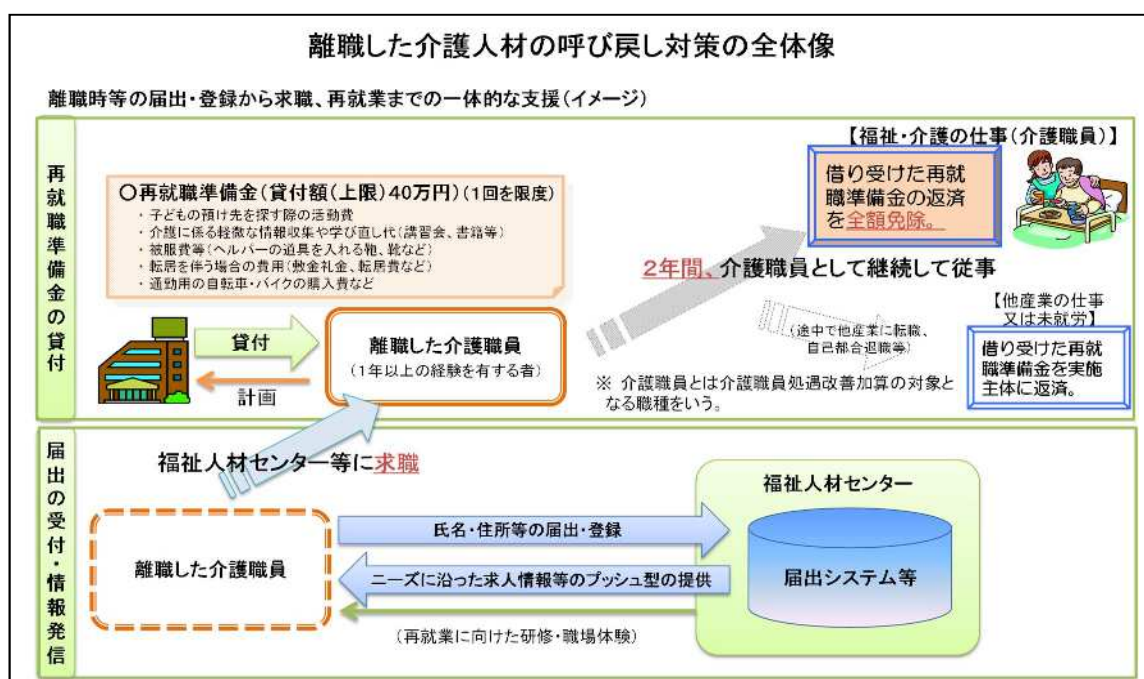 離職した介護人材の呼び戻し対策の全体像
離職時等の届出・登録から求職、再就業までの一体的な支援(イメージ)
再就職準備金の貸付
〇再就職準備金(貸付額(上限)40万円)(1回を限度)
・子どもの預け先を探す際の活動費
・介護に係る軽微な情報収集や学び直し代(講習会、書籍等)
・被服費等(ヘルパーの道具を入れる鞄、靴など)
・転居を伴う場合の費用(敷金礼金、転居費など)
・通勤用の自転車・バイクの購入費など
【福祉・介護の仕事(介護職員)】
借り受けた再就
職準備金の返済
を全額免除。
2年間、介護職員として継続して従事
貸付
計画
離職した介護職員
(1年以上の経験を有する者)
(途中で他産業に転職、
自己都合退職等)
【他産業の仕事
又は未就労】
借り受けた再就
職準備金を実施
主体に返済。
※ 介護職員とは介護職員処遇改善加算の対象と
なる職種をいう。
届出の受付・情報発信
福祉人材センター等に求職
離職した介護職員
氏名・住所等の届出・登録
ニーズに沿った求人情報等のプッシュ型の提供
(再就業に向けた研修・職場体験)
福祉人材センター
届出システム等